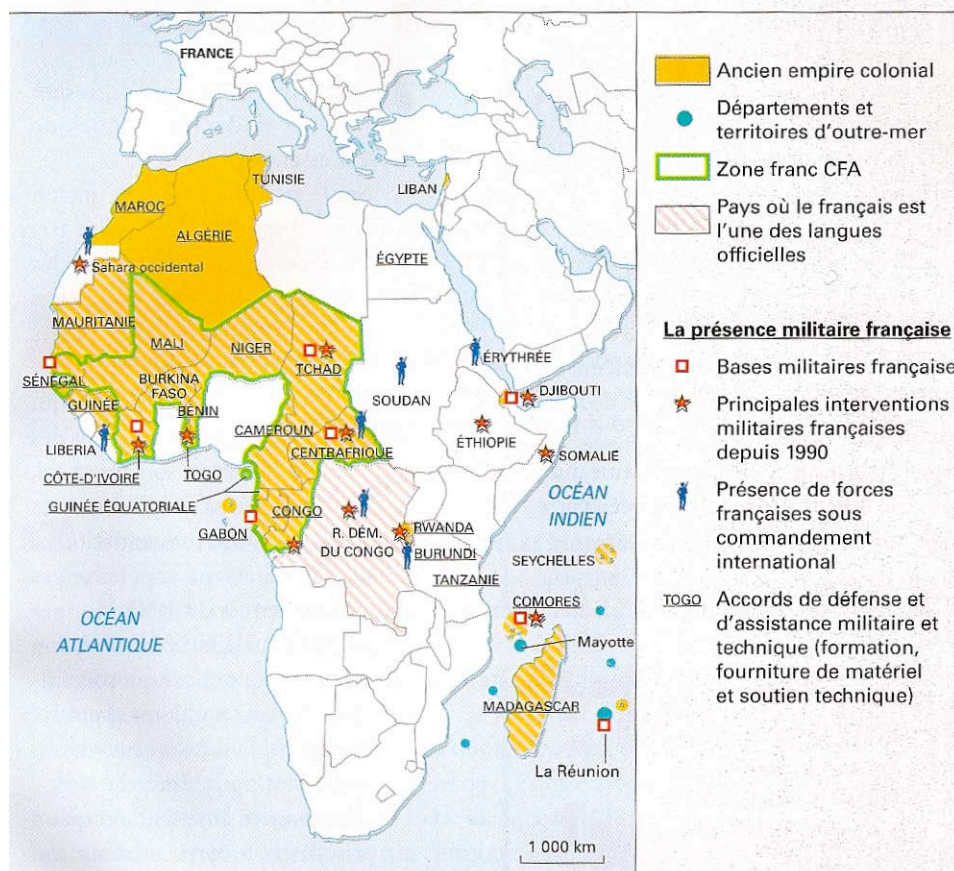 FRANCE
TUNISIE
LIBAN
MAROC
ALGÉRIE
ÉGYPTE
Sahara occidental
MAURITANIE
MALI
NIGER
TCHAD
ÉRYTHRÉE
SÉNÉGAL
BURKINA
FASO
SOUDAN
DJIBOUTI
GUINÉE
BENIN
CAMEROUN
CENTRAFRIQUE
ÉTHIOPIE
LIBERIA
SOMALIE
CÔTE-D'IVOIRE
TOGO
GUINÉE ÉQUATORIALE
CONGO
OCÉAN
INDIEN
GABON
R. DÉM.
DU CONGO
RWANDA
BURUNDI
SEYCHELLES
TANZANIE
COMORES
OCÉAN
ATLANTIQUE
Mayotte
MADAGASCAR
La Réunion
1 000 km
Ancien empire colonial
Départements et
territoires d'outre-mer
Zone franc CFA
Pays où le français est
l'une des langues
officielles
La présence militaire française
Bases militaires française
Principales interventions
militaires françaises
depuis 1990
Présence de forces
françaises sous
commandement
international
TOGO Accords de défense et
d'assistance militaire et
technique (formation,
fourniture de matériel
et soutien technique)